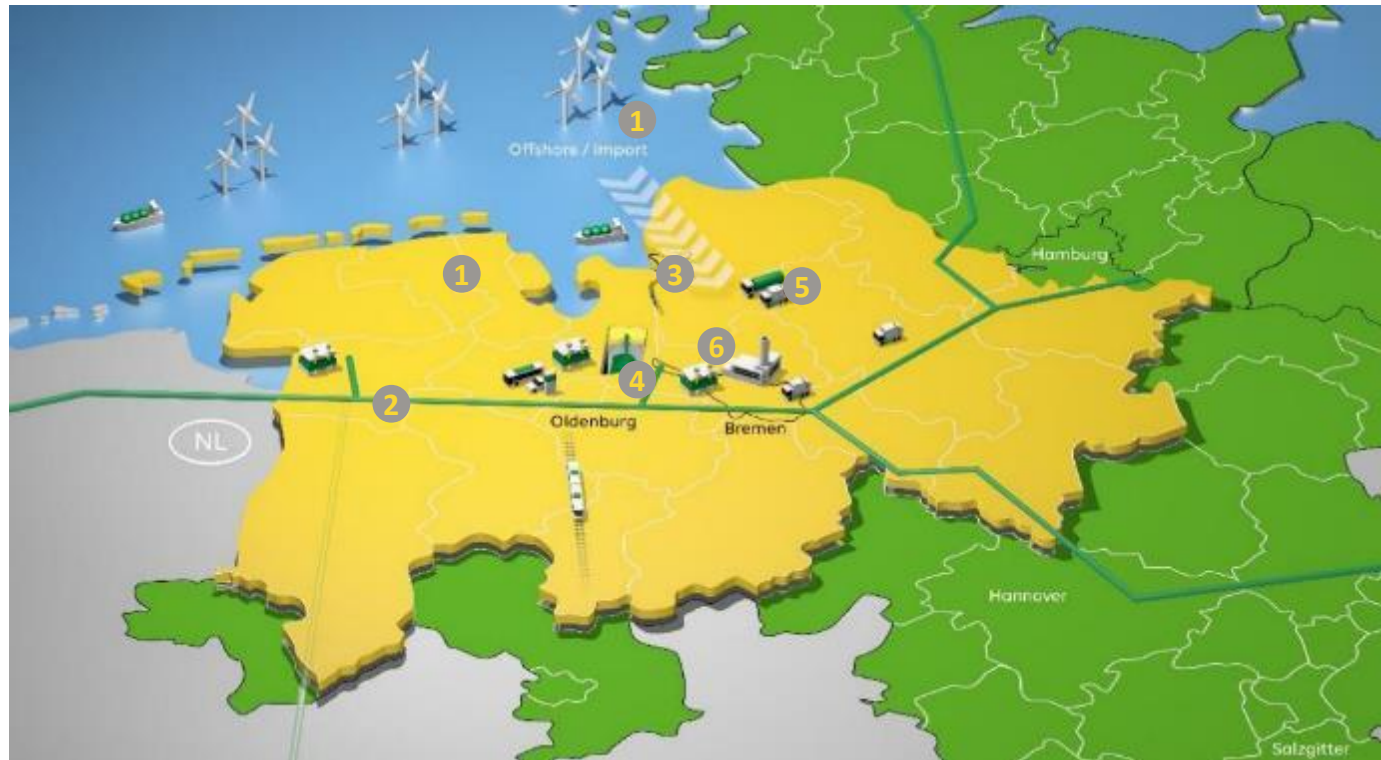 1
Offshore / Import
Hamburg
1
3
5
6
4
2
Oldenburg
Bremen
NL
Hannover
Salzgitter